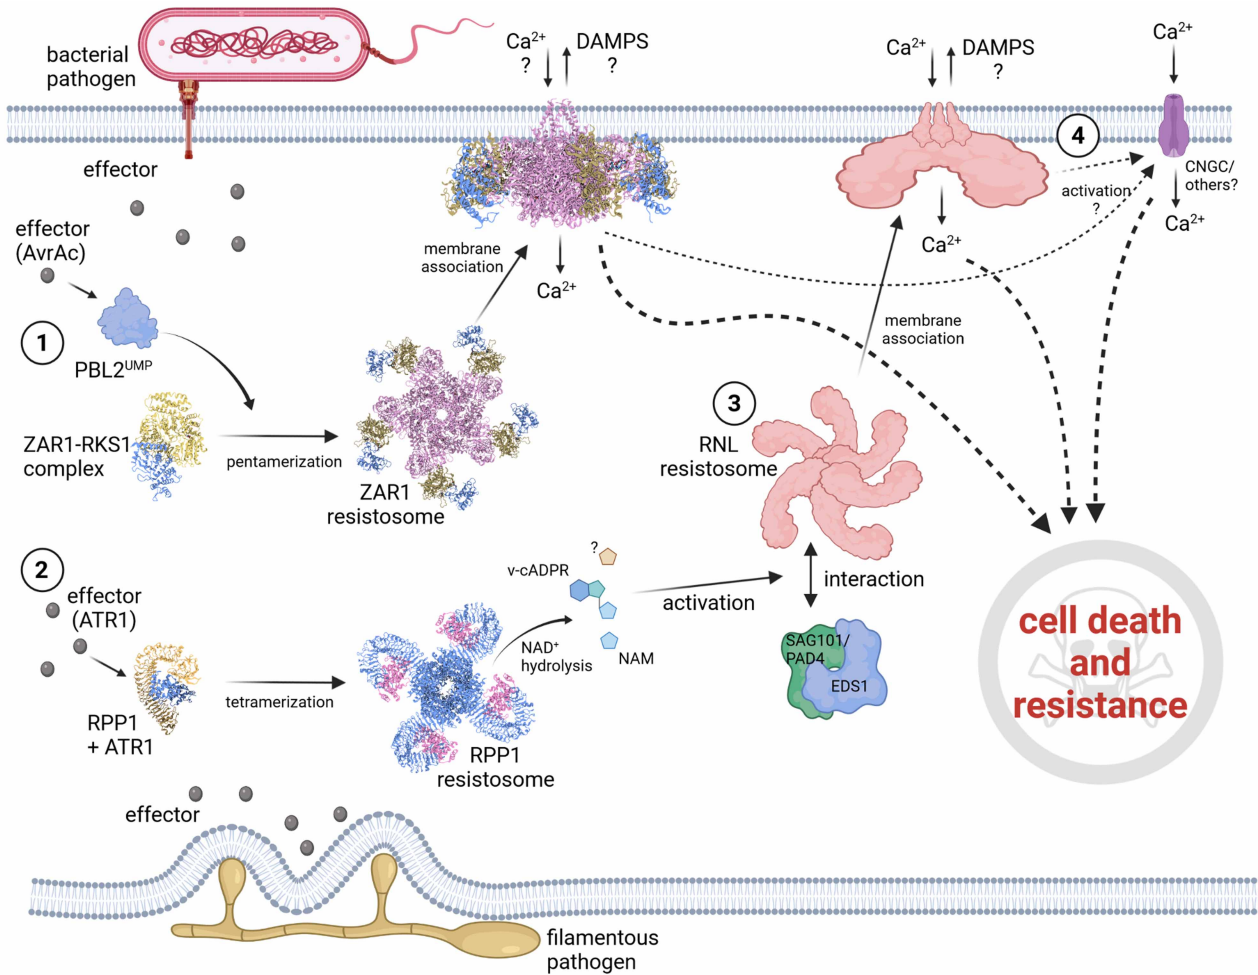 bacterial
pathogen
Ca²⁺
?
DAMPS
?
Ca²⁺
DAMPS
?
Ca²⁺
4
effector
effector
(AvrAc)
CNGC/
others?
activation
?
Ca²⁺
membrane
association
Ca²⁺
Ca²⁺
1
PBL2ᵁᴹᴾ
membrane
association
ZAR1-RKS1
complex
pentamerization
ZAR1
resistosome
3
RNL
resistosome
2
effector
(ATR1)
?
v-cADPR
NAD⁺
hydrolysis
NAM
activation
interaction
SAG101/
PAD4
EDS1
RPP1
+ ATR1
tetramerization
RPP1
resistosome
cell death
and
resistance
effector
filamentous
pathogen